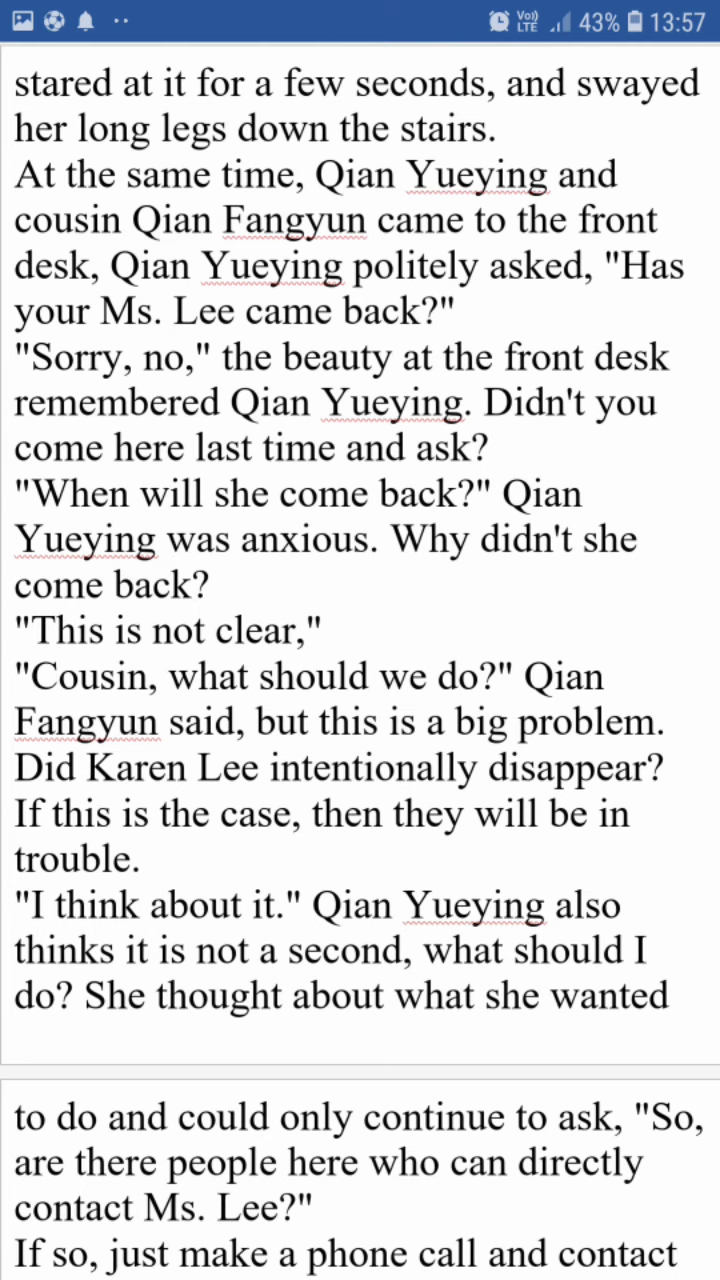 Vo))
LTE
43%
13:57
stared at it for a few seconds, and swayed
her long legs down the stairs.
At the same time, Qian Yueying and
cousin Qian Fangyun came to the front
desk, Qian Yueying politely asked, "Has
your Ms. Lee came back?"
"Sorry, no," the beauty at the front desk
remembered Qian Yueying. Didn't you
come here last time and ask?
"When will she come back?" Qian
Yueying was anxious. Why didn't she
come back?
"This is not clear,"
"Cousin, what should we do?" Qian
Fangyun said, but this is a big problem.
Did Karen Lee intentionally disappear?
If this is the case, then they will be in
trouble.
"I think about it." Qian Yueying also
thinks it is not a second, what should I
do? She thought about what she wanted
to do and could only continue to ask, "So,
are there people here who can directly
contact Ms. Lee?"
If so, just make a phone call and contact